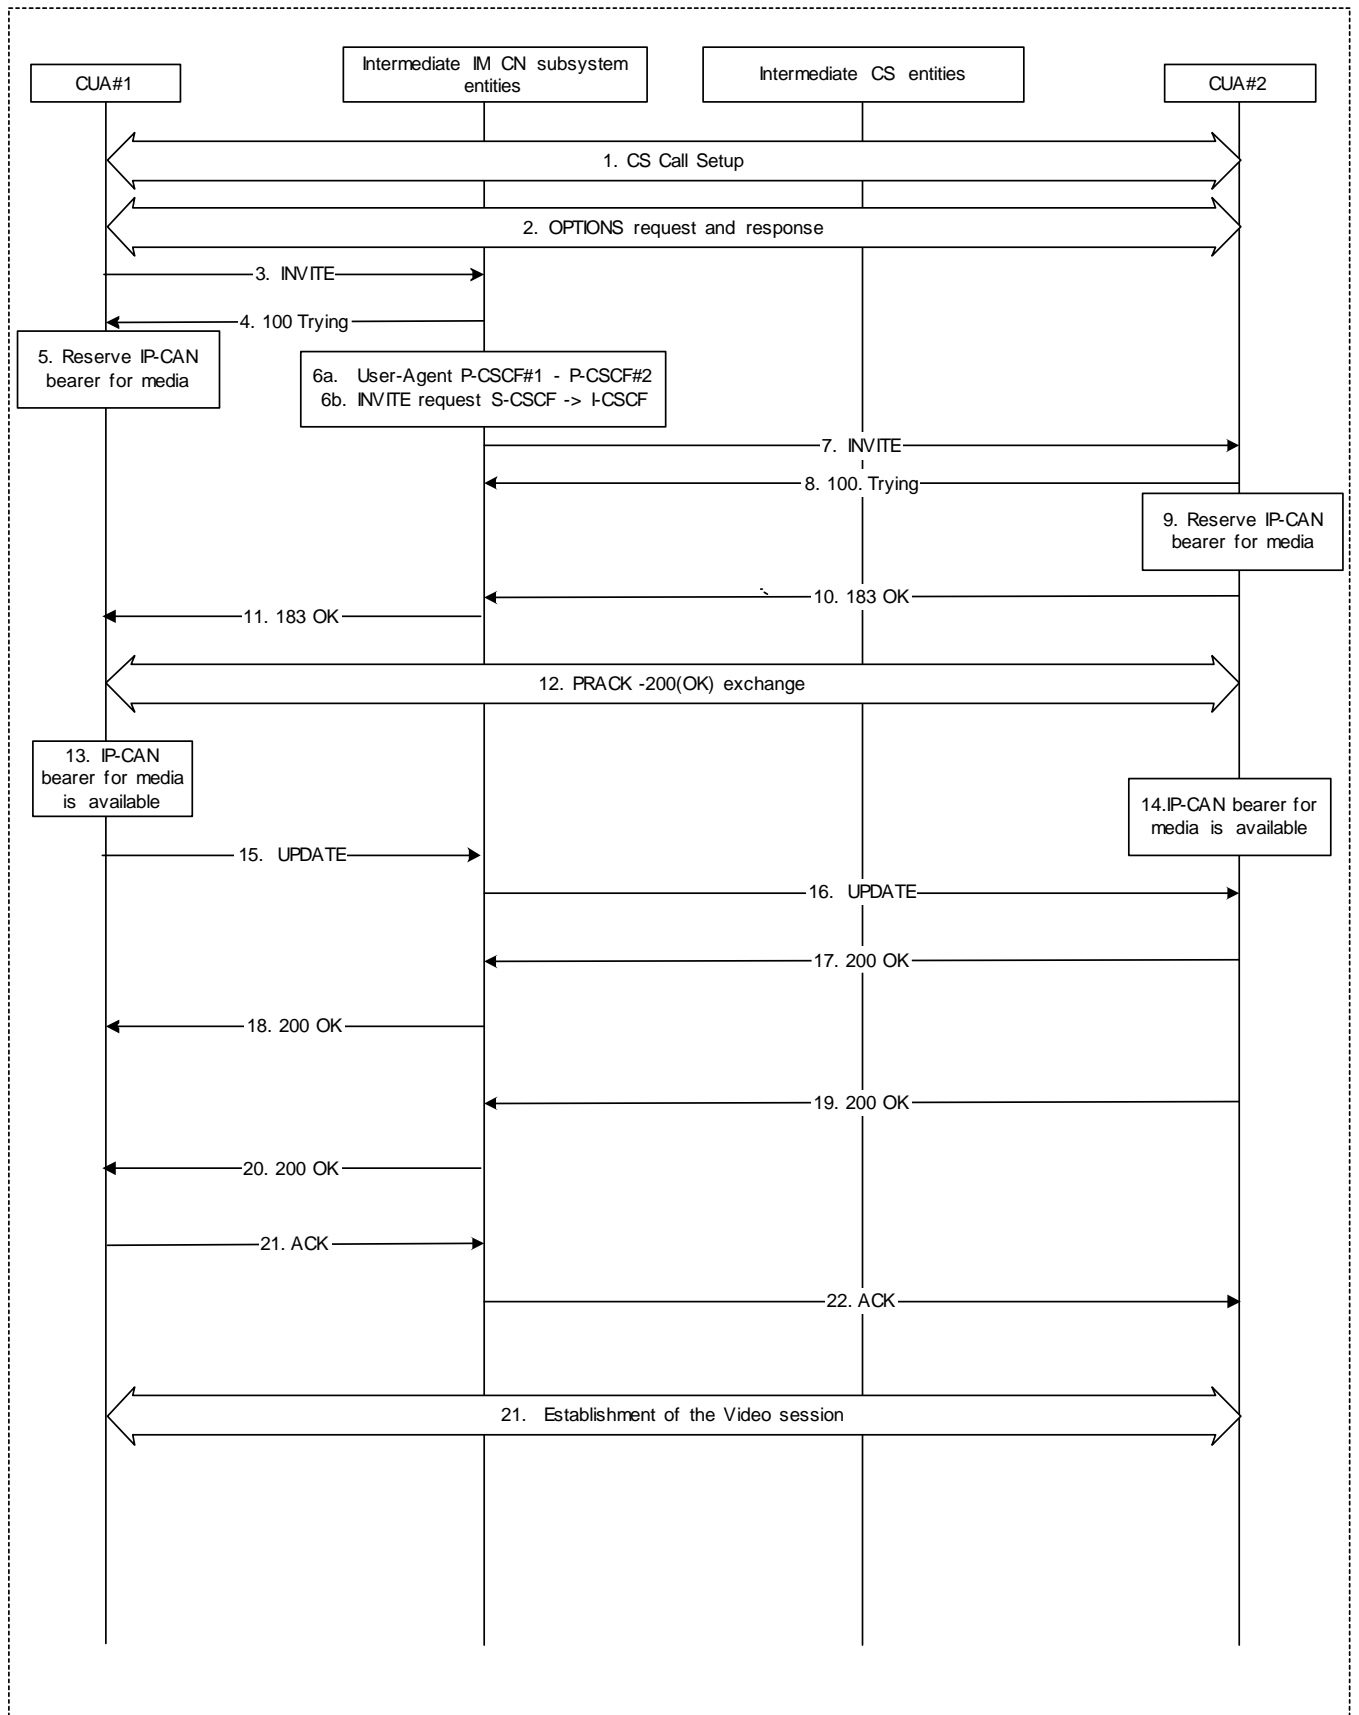 CUA#1
Intermediate IM CN subsystem
entities
Intermediate CS entities
CUA#2
1. CS Call Setup
2. OPTIONS request and response
3. INVITE
4. 100 Trying
5. Reserve IP-CAN
bearer for media
6a. User-Agent P-CSCF#1 - P-CSCF#2
6b. INVITE request S-CSCF -> I-CSCF
7. INVITE
8. 100. Trying
9. Reserve IP-CAN
bearer for media
10. 183 OK
11. 183 OK
12. PRACK -200(OK) exchange
13. IP-CAN
bearer for media
is available
14.IP-CAN bearer for
media is available
15. UPDATE
16. UPDATE
17. 200 OK
18. 200 OK
19. 200 OK
20. 200 OK
21. ACK
22. ACK
21. Establishment of the Video session